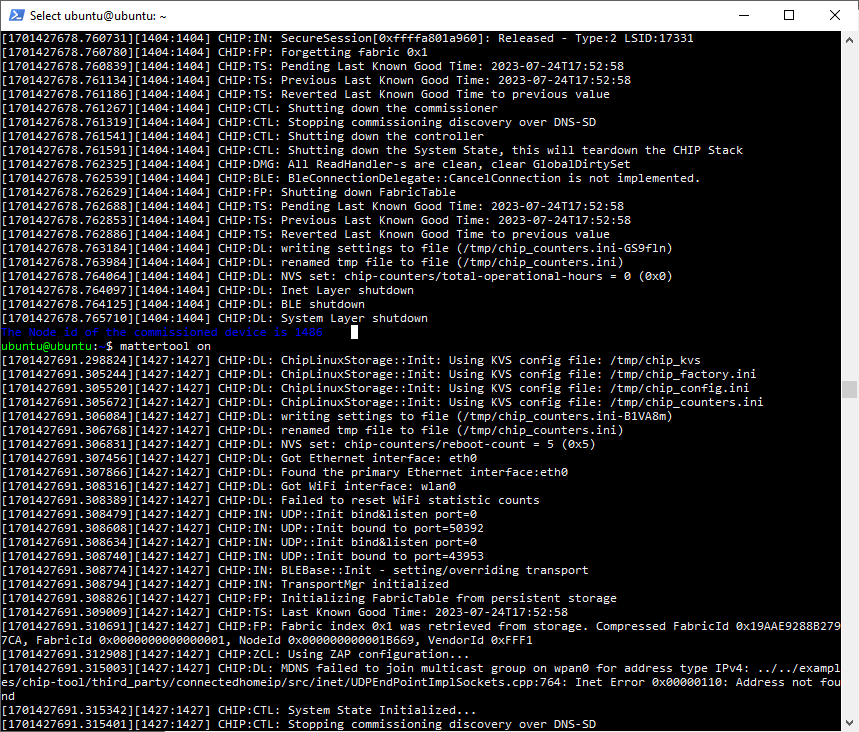 Select ubuntu@ubuntu: ~
[1701427678.760731][1404:1404] CHIP:IN: SecureSession[0xffffa801a960]: Released - Type:2 LSID:17331
[1701427678.760780][1404:1404] CHIP:FP: Forgetting fabric 0x1
[1701427678.760839][1404:1404] CHIP:TS: Pending Last Known Good Time: 2023-07-24T17:52:58
[1701427678.761134][1404:1404] CHIP:TS: Previous Last Known Good Time: 2023-07-24T17:52:58
[1701427678.761186][1404:1404] CHIP:TS: Reverted Last Known Good Time to previous value
[1701427678.761267][1404:1404] CHIP:CTL: Shutting down the commissioner
[1701427678.761319][1404:1404] CHIP:CTL: Stopping commissioning discovery over DNS-SD
[1701427678.761541][1404:1404] CHIP:CTL: Shutting down the controller
[1701427678.761591][1404:1404] CHIP:CTL: Shutting down the System State, this will teardown the CHIP Stack
[1701427678.762325][1404:1404] CHIP:DMG: All ReadHandler-s are clean, clear GlobalDirtySet
[1701427678.762539][1404:1404] CHIP:BLE: BleConnectionDelegate::CancelConnection is not implemented.
[1701427678.762629][1404:1404] CHIP:FP: Shutting down FabricTable
[1701427678.762688][1404:1404] CHIP:TS: Pending Last Known Good Time: 2023-07-24T17:52:58
[1701427678.762853][1404:1404] CHIP:TS: Previous Last Known Good Time: 2023-07-24T17:52:58
[1701427678.762886][1404:1404] CHIP:TS: Reverted Last Known Good Time to previous value
[1701427678.763184][1404:1404] CHIP:DL: writing settings to file (/tmp/chip_counters.ini-GS9fln)
[1701427678.763984][1404:1404] CHIP:DL: renamed tmp file to file (/tmp/chip_counters.ini)
[1701427678.764064][1404:1404] CHIP:DL: NVS set: chip-counters/total-operational-hours = 0 (0x0)
[1701427678.764097][1404:1404] CHIP:DL: Inet Layer shutdown
[1701427678.764125][1404:1404] CHIP:DL: BLE shutdown
[1701427678.765710][1404:1404] CHIP:DL: System Layer shutdown
The Node id of the commissioned device is 1486
ubuntu@ubuntu:~$ mattertool on
[1701427691.298824][1427:1427] CHIP:DL: ChipLinuxStorage::Init: Using KVS config file: /tmp/chip_kvs
[1701427691.305244][1427:1427] CHIP:DL: ChipLinuxStorage::Init: Using KVS config file: /tmp/chip_factory.ini
[1701427691.305520][1427:1427] CHIP:DL: ChipLinuxStorage::Init: Using KVS config file: /tmp/chip_config.ini
[1701427691.305672][1427:1427] CHIP:DL: ChipLinuxStorage::Init: Using KVS config file: /tmp/chip_counters.ini
[1701427691.306084][1427:1427] CHIP:DL: writing settings to file (/tmp/chip_counters.ini-B1VA8m)
[1701427691.306768][1427:1427] CHIP:DL: renamed tmp file to file (/tmp/chip_counters.ini)
[1701427691.306831][1427:1427] CHIP:DL: NVS set: chip-counters/reboot-count = 5 (0x5)
[1701427691.307456][1427:1427] CHIP:DL: Got Ethernet interface: eth0
[1701427691.307866][1427:1427] CHIP:DL: Found the primary Ethernet interface:eth0
[1701427691.308316][1427:1427] CHIP:DL: Got WiFi interface: wlan0
[1701427691.308389][1427:1427] CHIP:DL: Failed to reset WiFi statistic counts
[1701427691.308479][1427:1427] CHIP:IN: UDP::Init bind&listen port=0
[1701427691.308608][1427:1427] CHIP:IN: UDP::Init bound to port=50392
[1701427691.308634][1427:1427] CHIP:IN: UDP::Init bind&listen port=0
[1701427691.308740][1427:1427] CHIP:IN: UDP::Init bound to port=43953
[1701427691.308774][1427:1427] CHIP:IN: BLEBase::Init - setting/overriding transport
[1701427691.308794][1427:1427] CHIP:IN: TransportMgr initialized
[1701427691.308826][1427:1427] CHIP:FP: Initializing FabricTable from persistent storage
[1701427691.309009][1427:1427] CHIP:TS: Last Known Good Time: 2023-07-24T17:52:58
[1701427691.310691][1427:1427] CHIP:FP: Fabric index 0x1 was retrieved from storage. Compressed FabricId 0x19AAE9288B279
7CA, FabricId 0x0000000000000001, NodeId 0x000000000001B669, VendorId 0xFFF1
[1701427691.312908][1427:1427] CHIP:ZCL: Using ZAP configuration...
[1701427691.315003][1427:1427] CHIP:DL: MDNS failed to join multicast group on wpan0 for address type IPv4: ../../exampl
es/chip-tool/third_party/connectedhomeip/src/inet/UDPEndPointImplSockets.cpp:764: Inet Error 0x00000110: Address not fou
nd
[1701427691.315342][1427:1427] CHIP:CTL: System State Initialized...
[1701427691.315401][1427:1427] CHIP:CTL: Stopping commissioning discovery over DNS-SD